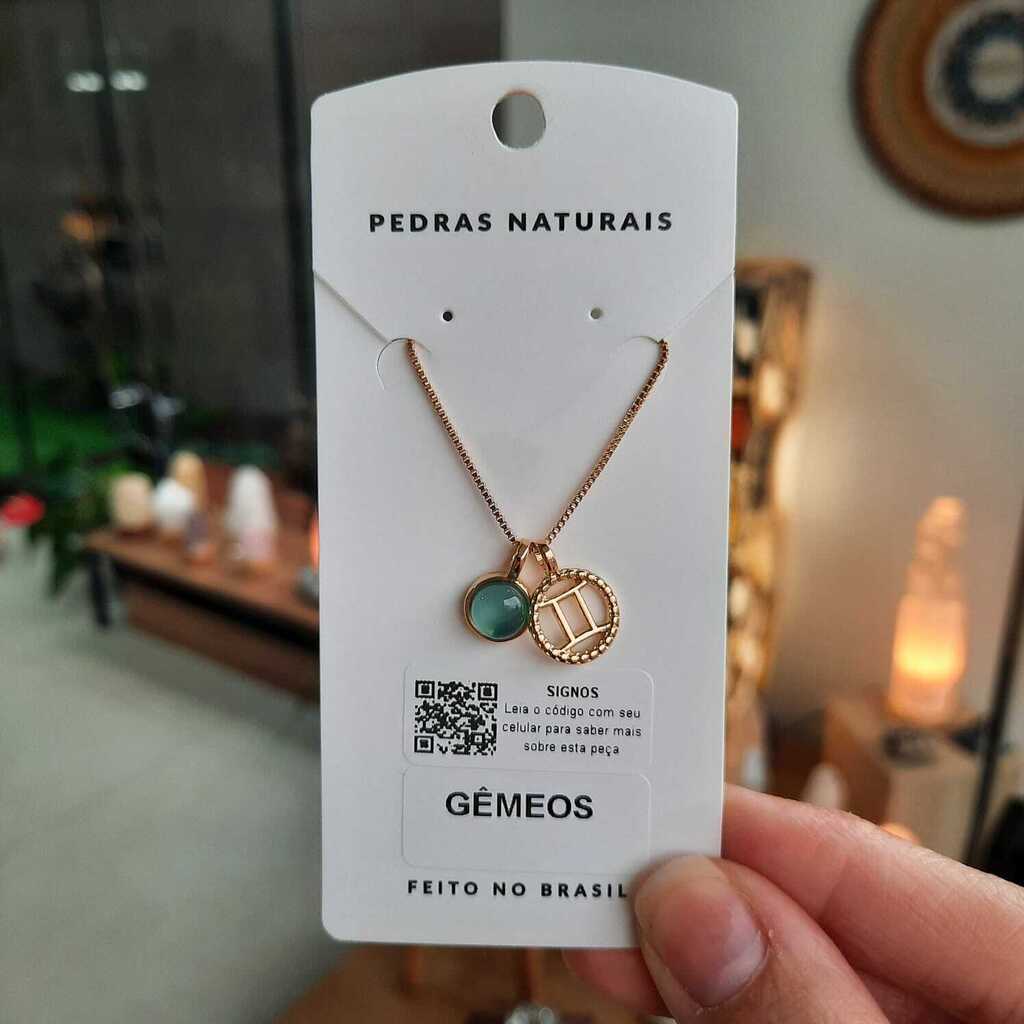 PEDRAS NATURAIS
SIGNOS
Leia o código com seu
celular para saber mais
sobre esta peça
GÊMEOS
FEITO NO BRASIL